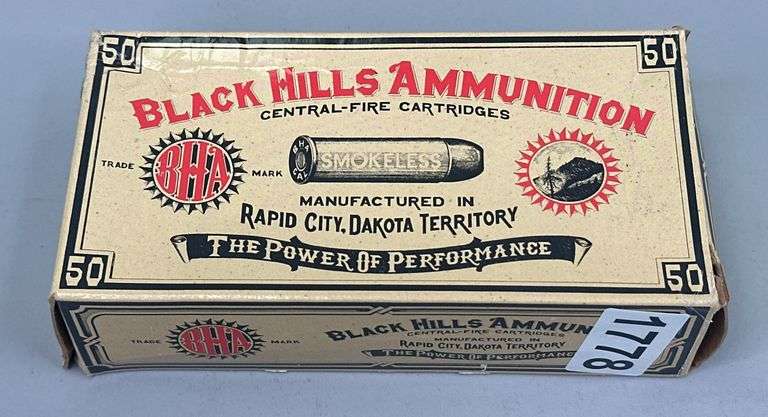 50
50
BLACK HILLS AMMUNITION
CENTRAL-FIRE CARTRIDGES
TRADE
BHA
MARK
BHA
CAL
SMOKELESS
MANUFACTURED IN
RAPID CITY, DAKOTA TERRITORY
THE POWER OF PERFORMANCE
50
50
TRADE
BHA
MARK
BLACK HILLS AMMUN
CENTRAL-FIRE CARTRIDGES
MANUFACTURED IN
RAPID CITY, DAKOTA TERRITORY
THE POWER OF PERFORMANCE
1778